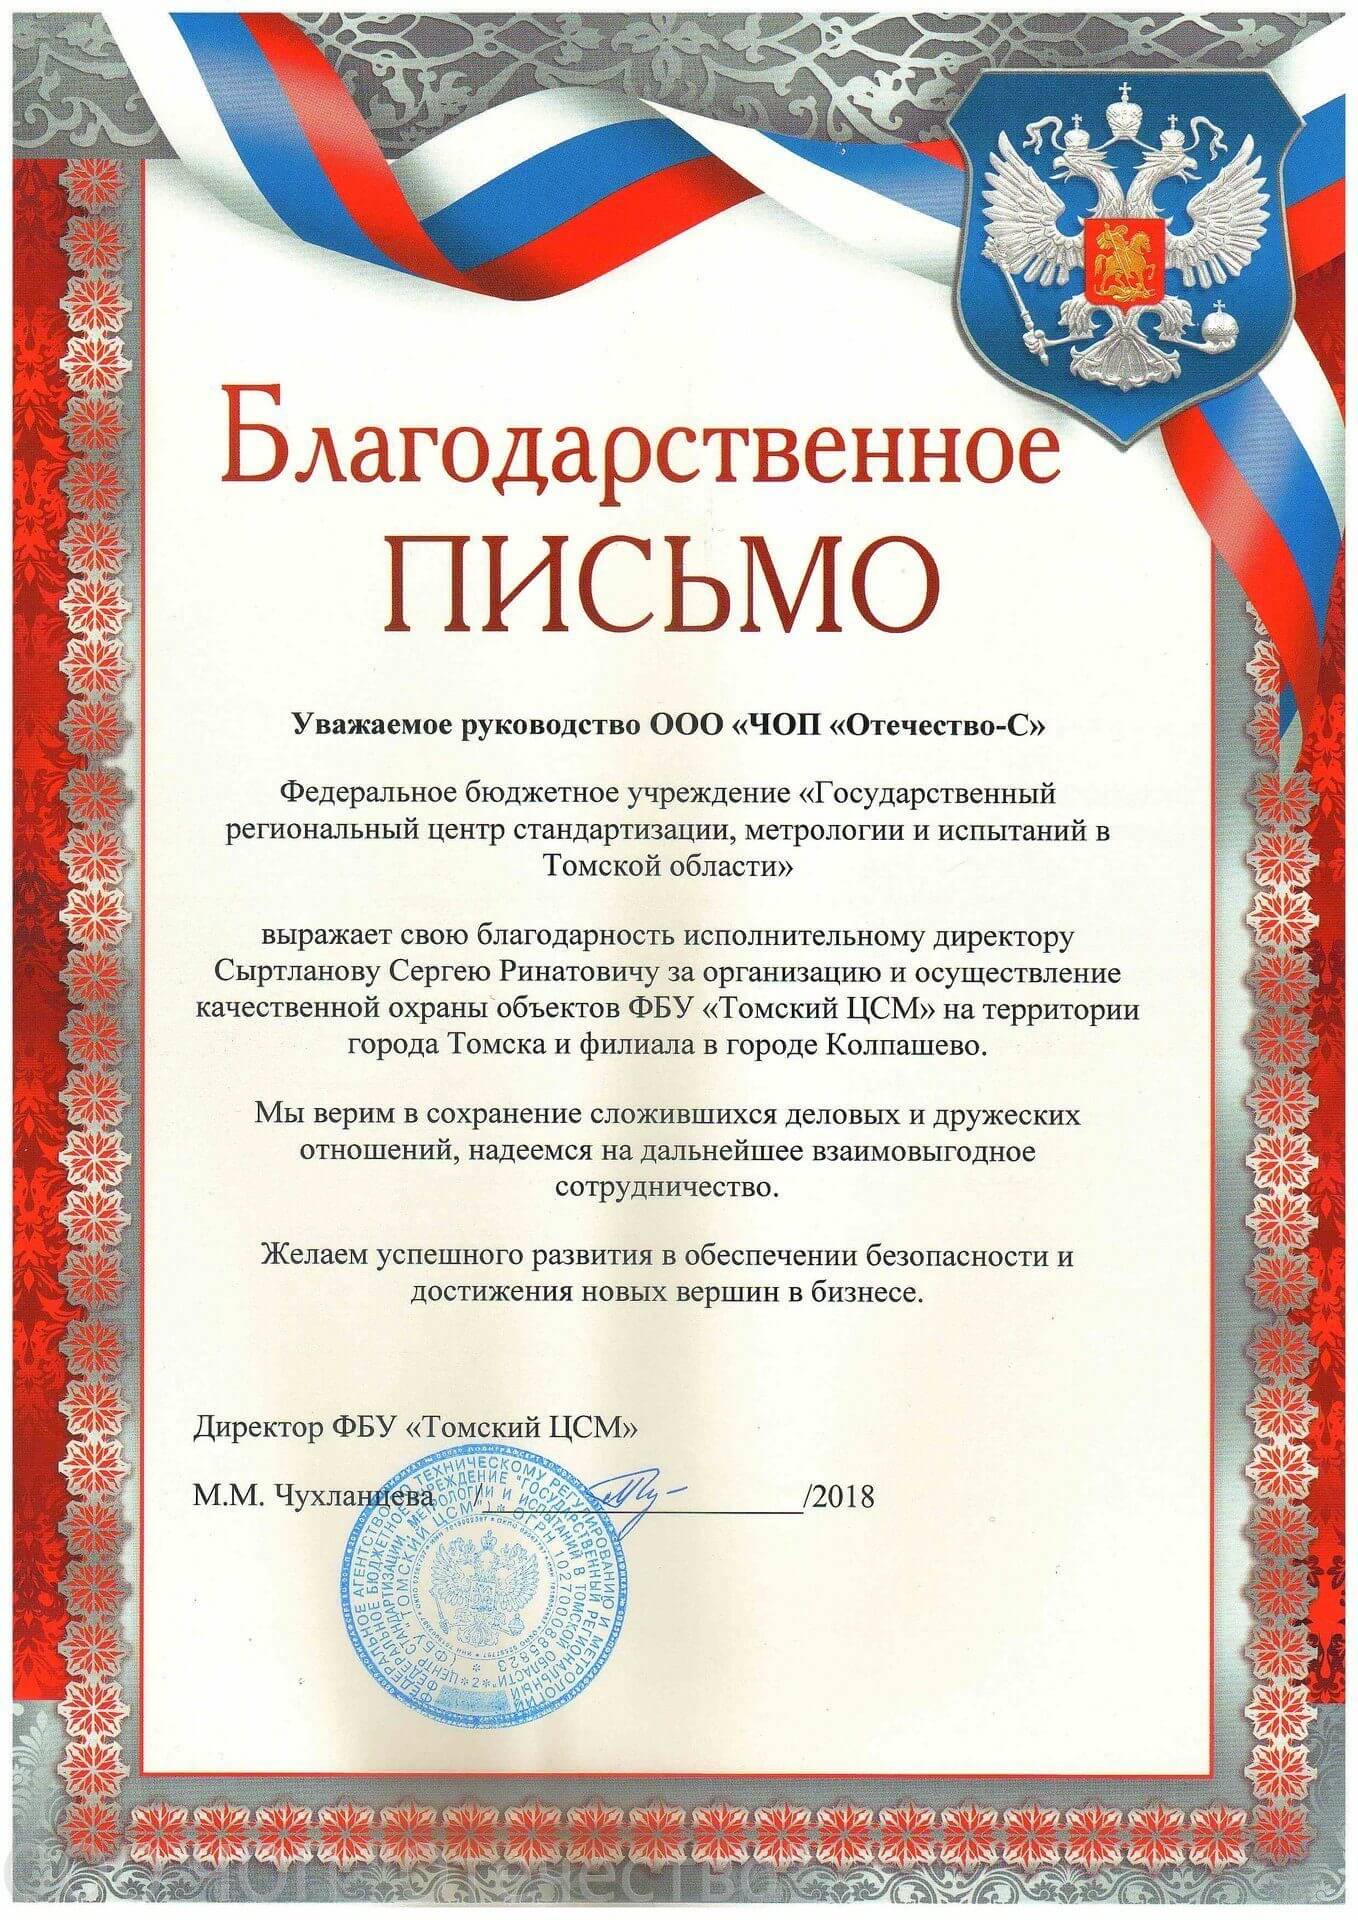 Благодарственное
ПИСЬМО
Уважаемое руководство ООО «ЧОП «Отечество-С»
Федеральное бюджетное учреждение «Государственный
региональный центр стандартизации, метрологии и испытаний в
Томской области»
выражает свою благодарность исполнительному директору
Сыртланову Сергею Ринатовичу за организацию и осуществление
качественной охраны объектов ФБУ «Томский ЦСМ» на территории
города Томска и филиала в городе Колпашево.
Мы верим в сохранение сложившихся деловых и дружеских
отношений, надеемся на дальнейшее взаимовыгодное
сотрудничество.
Желаем успешного развития в обеспечении безопасности и
достижения новых вершин в бизнесе.
Директор ФБУ «Томский ЦСМ»
М.М. Чухланцева /____________________/2018
ФЕДЕРАЛЬНОЕ АГЕНТСТВО ПО ТЕХНИЧЕСКОМУ РЕГУЛИРОВАНИЮ И МЕТРОЛОГИИ
ФЕДЕРАЛЬНОЕ БЮДЖЕТНОЕ УЧРЕЖДЕНИЕ "ГОСУДАРСТВЕННЫЙ РЕГИОНАЛЬНЫЙ
ЦЕНТР СТАНДАРТИЗАЦИИ, МЕТРОЛОГИИ И ИСПЫТАНИЙ В ТОМСКОЙ ОБЛАСТИ"
(ФБУ "ТОМСКИЙ ЦСМ") * ОГРН 1027000885823 *